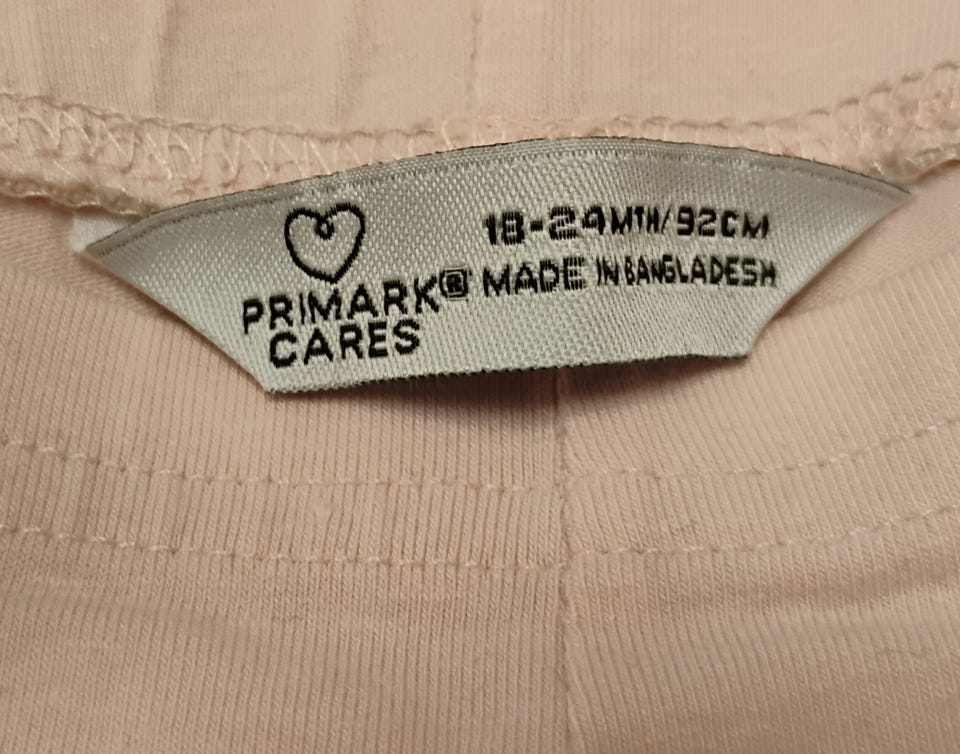 18-24MTH/92CM
PRIMARK® MADE IN BANGLADESH
CARES